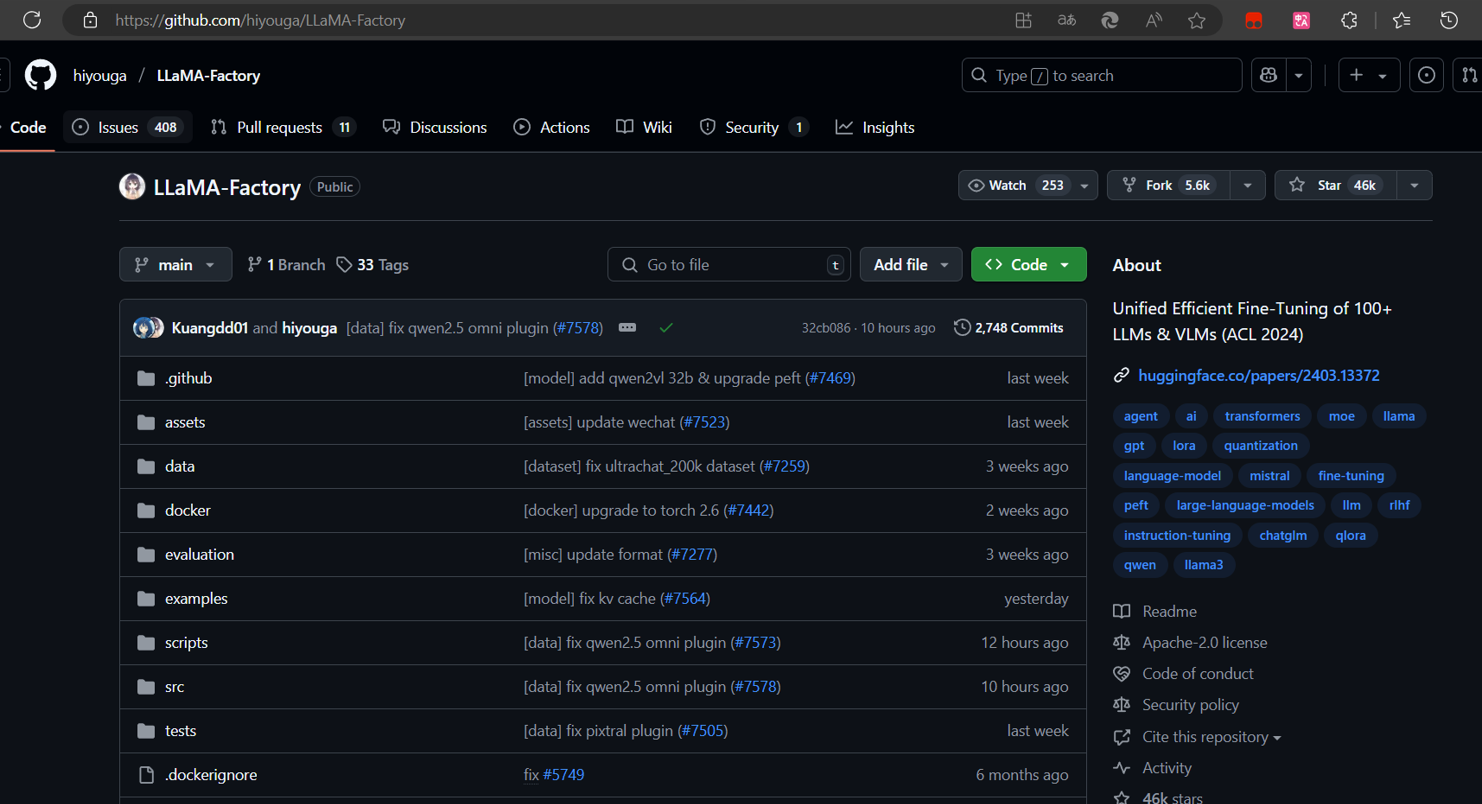 https://github.com/hiyouga/LLaMA-Factory
hiyouga / LLaMA-Factory
Type / to search
Code Issues 408 Pull requests 11 Discussions Actions Wiki Security 1 Insights
LLaMA-Factory Public
Watch 253 Fork 5.6k Star 46k
main 1 Branch 33 Tags Go to file t Add file <> Code
Kuangdd01 and hiyouga [data] fix qwen2.5 omni plugin (#7578) 32cb086 · 10 hours ago 2,748 Commits
.github [model] add qwen2vl 32b & upgrade peft (#7469) last week
assets [assets] update wechat (#7523) last week
data [dataset] fix ultrachat_200k dataset (#7259) 3 weeks ago
docker [docker] upgrade to torch 2.6 (#7442) 2 weeks ago
evaluation [misc] update format (#7277) 3 weeks ago
examples [model] fix kv cache (#7564) yesterday
scripts [data] fix qwen2.5 omni plugin (#7573) 12 hours ago
src [data] fix qwen2.5 omni plugin (#7578) 10 hours ago
tests [data] fix pixtral plugin (#7505) last week
.dockerignore fix #5749 6 months ago
About
Unified Efficient Fine-Tuning of 100+
LLMs & VLMs (ACL 2024)
huggingface.co/papers/2403.13372
agent ai transformers moe llama
gpt lora quantization
language-model mistral fine-tuning
peft large-language-models llm rlhf
instruction-tuning chatglm qlora
qwen llama3
Readme
Apache-2.0 license
Code of conduct
Security policy
Cite this repository
Activity
46k stars